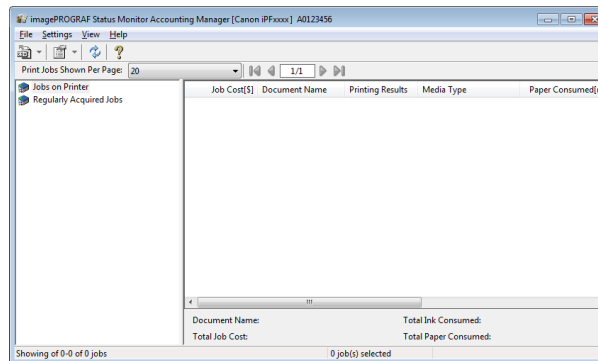 imagePROGRAF Status Monitor Accounting Manager [Canon iPFxxxx] A0123456
File Settings View Help
Print Jobs Shown Per Page: 20 1/1
Jobs on Printer
Regularly Acquired Jobs
Job Cost[$] Document Name Printing Results Media Type Paper Consumed[
Document Name: Total Ink Consumed:
Total Job Cost: Total Paper Consumed:
Showing of 0-0 of 0 jobs 0 job(s) selected